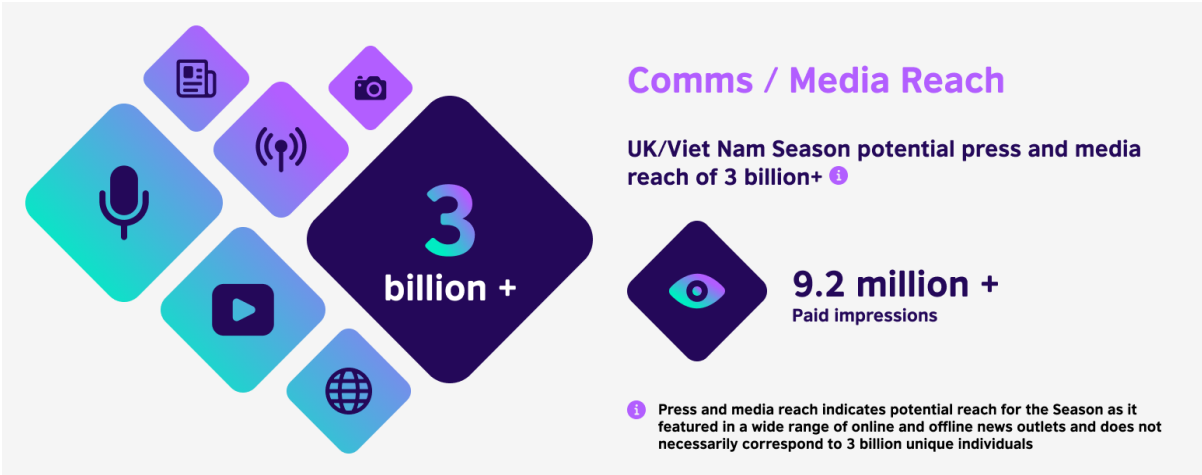 3
billion +
Comms / Media Reach
UK/Viet Nam Season potential press and media
reach of 3 billion+ i
9.2 million +
Paid impressions
i Press and media reach indicates potential reach for the Season as it
featured in a wide range of online and offline news outlets and does not
necessarily correspond to 3 billion unique individuals